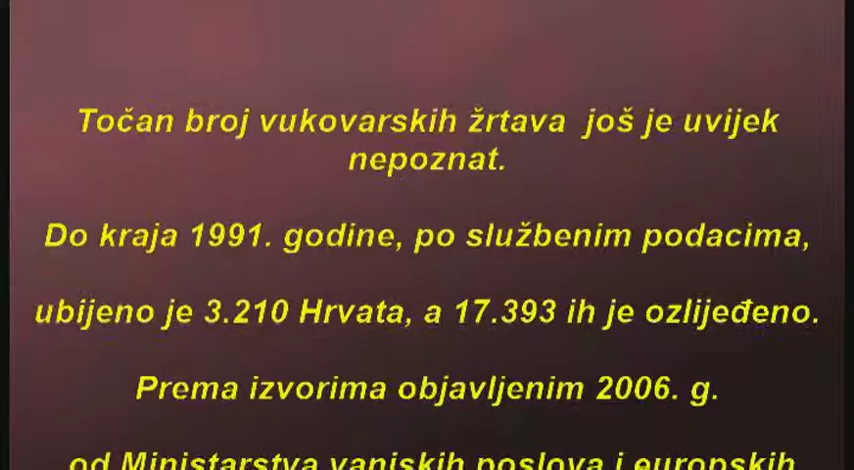 Točan broj vukovarskih žrtava još je uvijek
nepoznat.
Do kraja 1991. godine, po službenim podacima,
ubijeno je 3.210 Hrvata, a 17.393 ih je ozlijeđeno.
Prema izvorima objavljenim 2006. g.
od Ministarstva vanjskih poslova i europskih